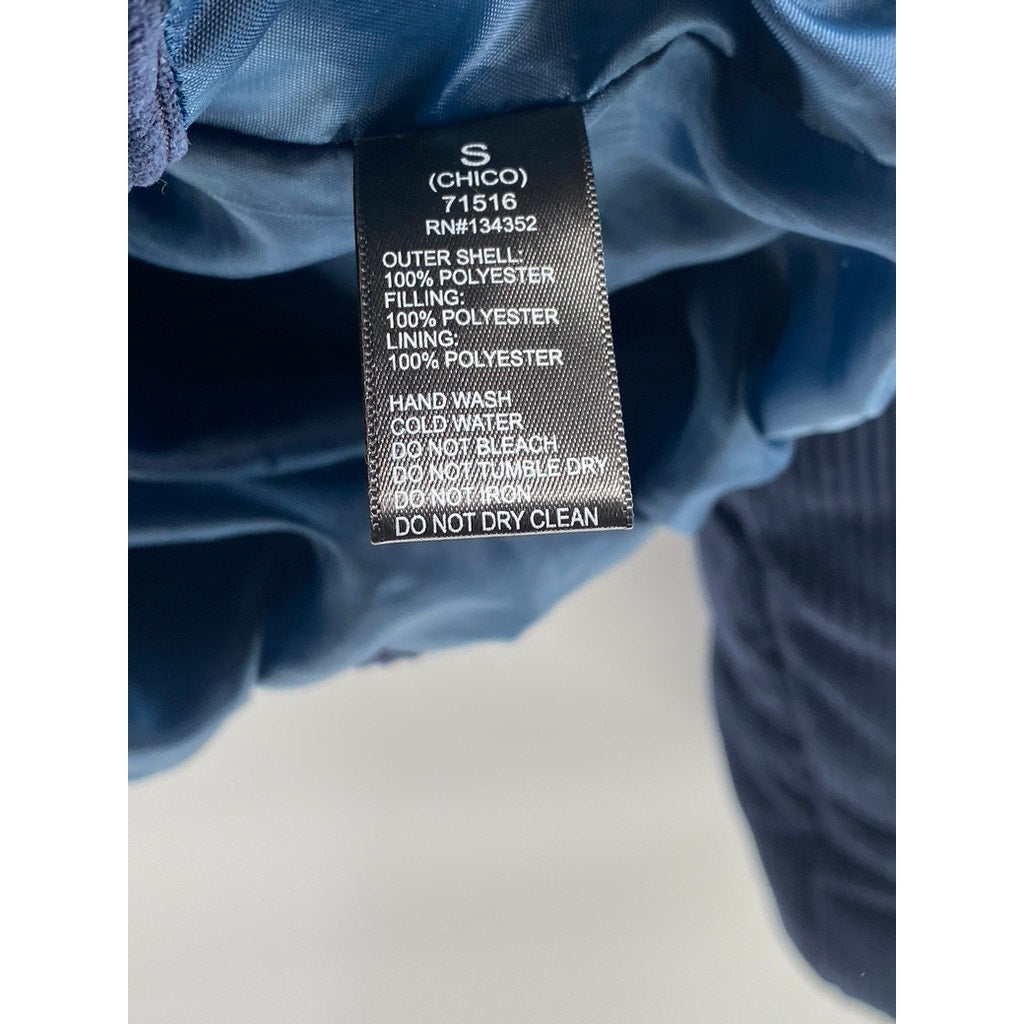 S
(CHICO)
71516
RN#134352
OUTER SHELL:
100% POLYESTER
FILLING:
100% POLYESTER
LINING:
100% POLYESTER
HAND WASH
COLD WATER
DO NOT BLEACH
DO NOT TUMBLE DRY
DO NOT IRON
DO NOT DRY CLEAN